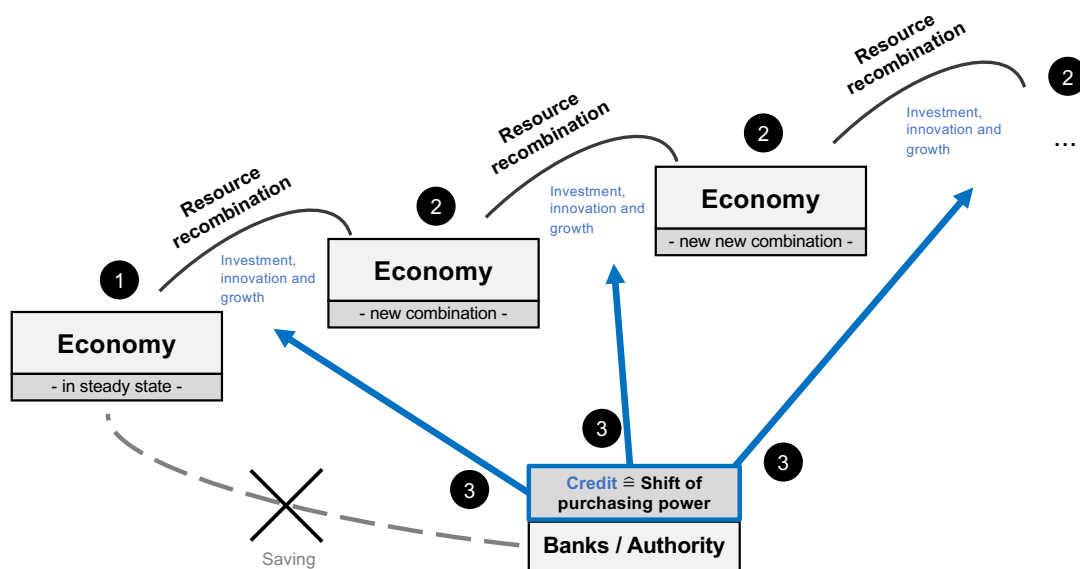 Resource
recombination
2
Investment,
innovation and
growth
...
Resource
recombination
2
Investment,
innovation and
growth
Economy
- new new combination -
Resource
recombination
2
Investment,
innovation and
growth
Economy
- new combination -
1
Economy
- in steady state -
3
3
3
Credit ≘ Shift of
purchasing power
Banks / Authority
Saving